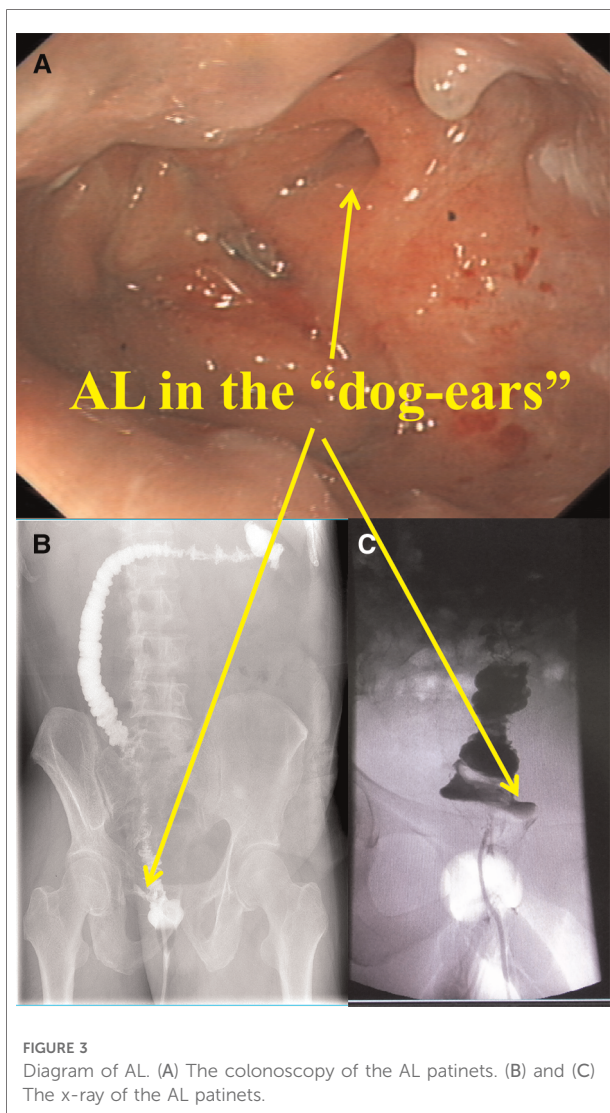 A
AL in the “dog-ears”
B
C
FIGURE 3
Diagram of AL. (A) The colonoscopy of the AL patinets. (B) and (C)
The x-ray of the AL patinets.